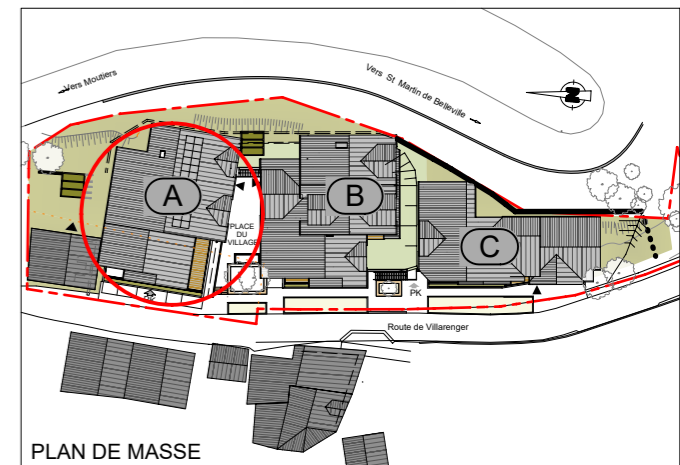 Vers Moutiers
Vers St Martin de Belleville
N
A
B
C
PLACE
DU
VILLAGE
PK
Route de Villarenger
PLAN DE MASSE